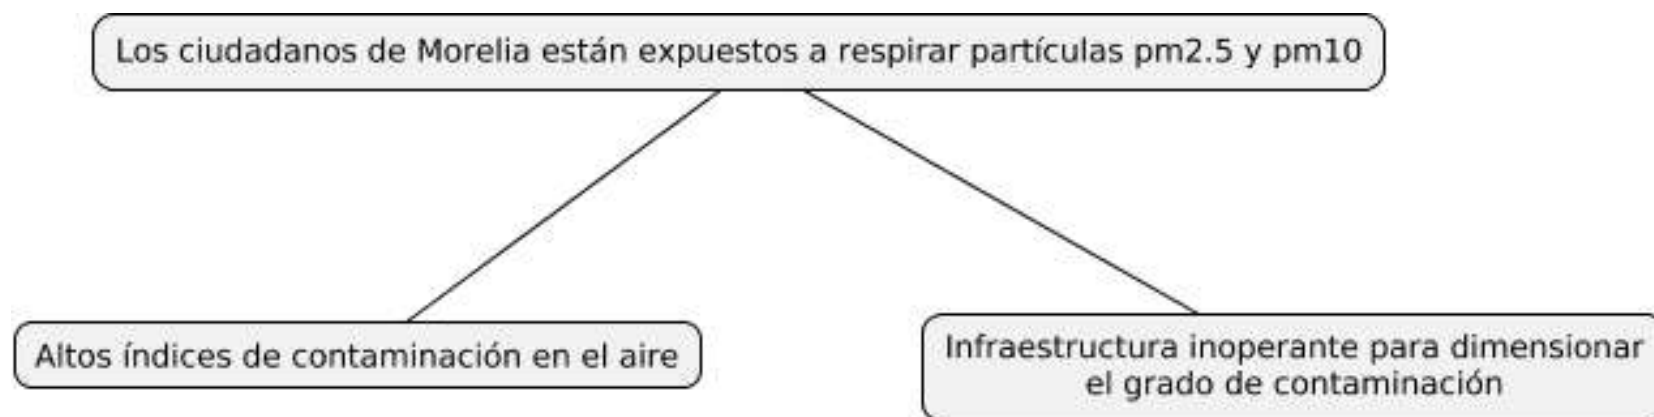 Los ciudadanos de Morelia están expuestos a respirar partículas pm2.5 y pm10
Altos índices de contaminación en el aire
Infraestructura inoperante para dimensionar
el grado de contaminación